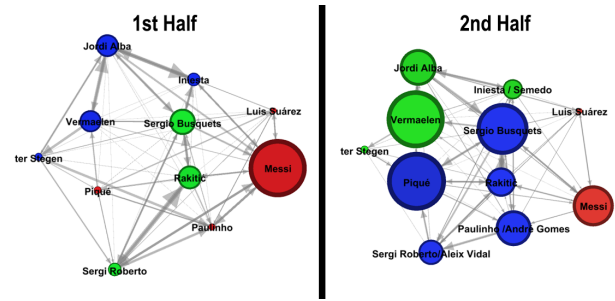 1st Half
Jordi Alba
Iniesta
Luis Suárez
Vermaelen
Sergio Busquets
ter Stegen
Messi
Rakitic
Piqué
Paulinho
Sergi Roberto
2nd Half
Jordi Alba
Iniesta / Semedo
Luis Suárez
Vermaelen
Sergio Busquets
ter Stegen
Piqué
Rakitic
Messi
Paulinho /André Gomes
Sergi Roberto/Aleix Vidal